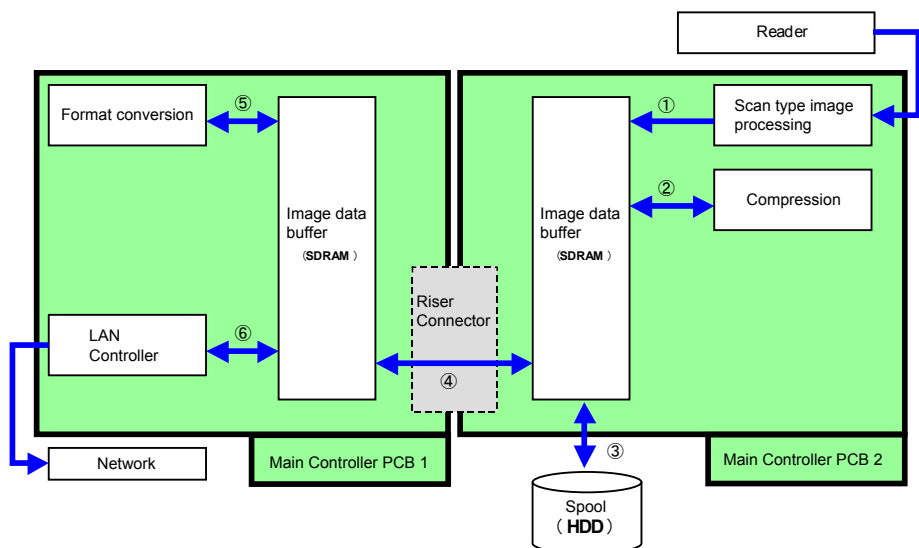 Reader
Format conversion
⑤
①
Scan type image
processing
②
Compression
Image data
buffer
（SDRAM）
Image data
buffer
（SDRAM）
Riser
Connector
LAN
Controller
⑥
④
Network
Main Controller PCB 1
③
Main Controller PCB 2
Spool
（HDD）